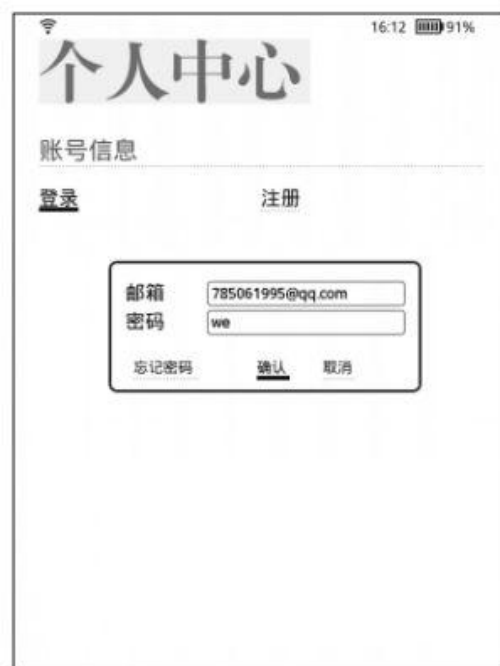 16:12 91%
个人中心
账号信息
登录 注册
邮箱 785061995@qq.com
密码 we
忘记密码 确认 取消